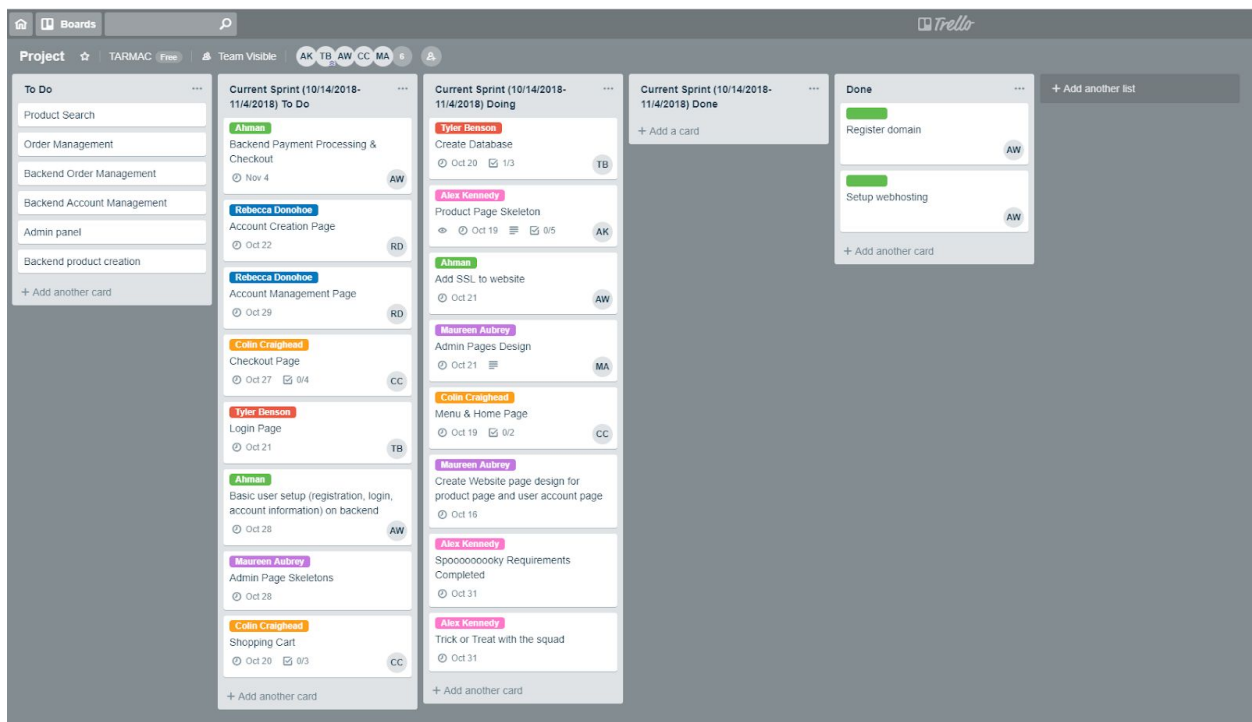 Boards
Trello
Project
TARMAC Free
Team Visible
AK TB AW CC MA 6
To Do
Product Search
Order Management
Backend Order Management
Backend Account Management
Admin panel
Backend product creation
+ Add another card
Current Sprint (10/14/2018-
11/4/2018) To Do
Ahman
Backend Payment Processing &
Checkout
Nov 4
AW
Rebecca Donohoe
Account Creation Page
Oct 22
RD
Rebecca Donohoe
Account Management Page
Oct 29
RD
Colin Craighead
Checkout Page
Oct 27 0/4
CC
Tyler Benson
Login Page
Oct 21
TB
Ahman
Basic user setup (registration, login,
account information) on backend
Oct 28
AW
Maureen Aubrey
Admin Page Skeletons
Oct 28
Colin Craighead
Shopping Cart
Oct 20 0/3
CC
+ Add another card
Current Sprint (10/14/2018-
11/4/2018) Doing
Tyler Benson
Create Database
Oct 20 1/3
TB
Alex Kennedy
Product Page Skeleton
Oct 19 0/5
AK
Ahman
Add SSL to website
Oct 21
AW
Maureen Aubrey
Admin Pages Design
Oct 21
MA
Colin Craighead
Menu & Home Page
Oct 19 0/2
CC
Maureen Aubrey
Create Website page design for
product page and user account page
Oct 16
Alex Kennedy
Spoooooooooky Requirements
Completed
Oct 31
Alex Kennedy
Trick or Treat with the squad
Oct 31
+ Add another card
Current Sprint (10/14/2018-
11/4/2018) Done
+ Add a card
Done
Register domain
AW
Setup webhosting
AW
+ Add another card
+ Add another list